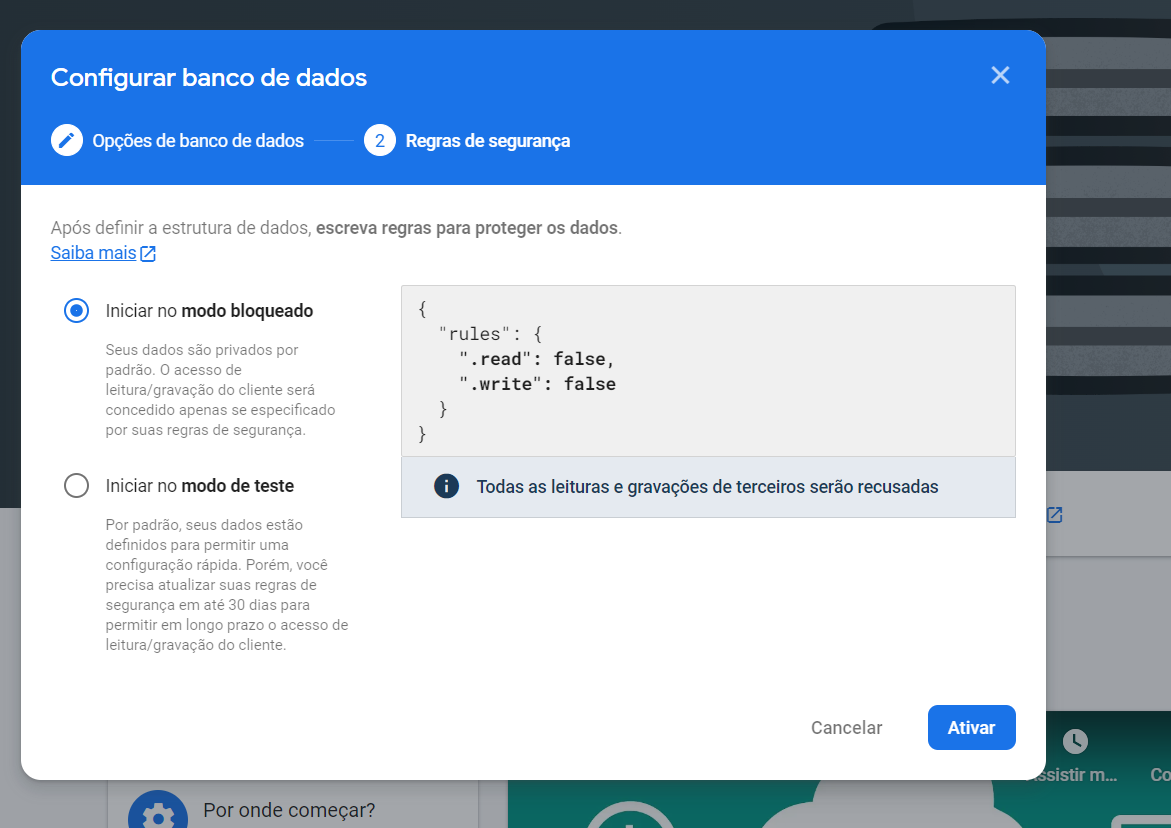 Configurar banco de dados
Opções de banco de dados
2 Regras de segurança
Após definir a estrutura de dados, escreva regras para proteger os dados.
Saiba mais
Iniciar no modo bloqueado
Seus dados são privados por
padrão. O acesso de
leitura/gravação do cliente será
concedido apenas se especificado
por suas regras de segurança.
Iniciar no modo de teste
Por padrão, seus dados estão
definidos para permitir uma
configuração rápida. Porém, você
precisa atualizar suas regras de
segurança em até 30 dias para
permitir em longo prazo o acesso de
leitura/gravação do cliente.
{
"rules": {
".read": false,
".write": false
}
}
Todas as leituras e gravações de terceiros serão recusadas
Cancelar
Ativar
ssistir m...
Co
Por onde começar?